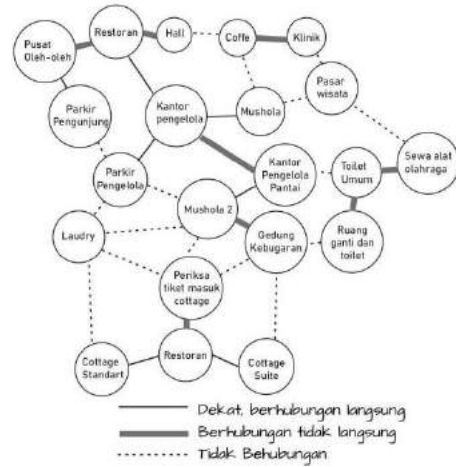 Restoran
Hall
Coffe
Klinik
Pusat
Oleh-oleh
Pasar
wisata
Parkir
Pengunjung
Kantor
pengelola
Mushola
Sewa alat
olahraga
Kantor
Pengelola
Pantai
Toilet
Umum
Parkir
Pengelola
Mushola 2
Laudry
Gedung
Kebugaran
Ruang
ganti dan
toilet
Periksa
tiket masuk
cottage
Cottage
Standart
Restoran
Cottage
Suite
Dekat, berhubungan langsung
Berhubungan tidak langsung
Tidak Behubungan